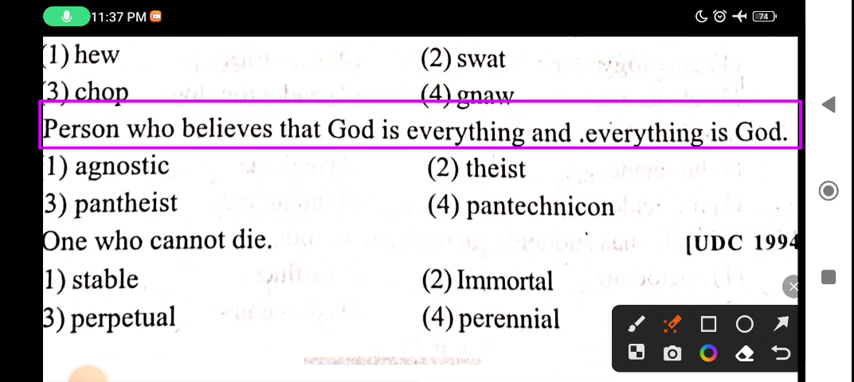 11:37 PM
74
(1) hew (2) swat
(3) chop (4) gnaw
Person who believes that God is everything and .everything is God.
1) agnostic (2) theist
3) pantheist (4) pantechnicon
One who cannot die. [UDC 1994
1) stable (2) Immortal
3) perpetual (4) perennial